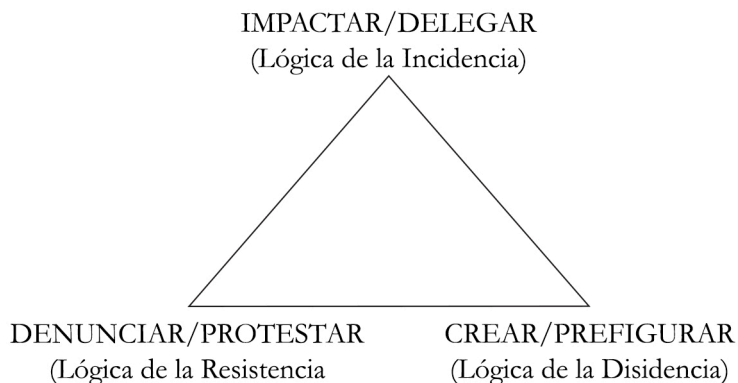 IMPACTAR/DELEGAR
(Lógica de la Incidencia)
DENUNCIAR/PROTESTAR
(Lógica de la Resistencia
CREAR/PREFIGURAR
(Lógica de la Disidencia)